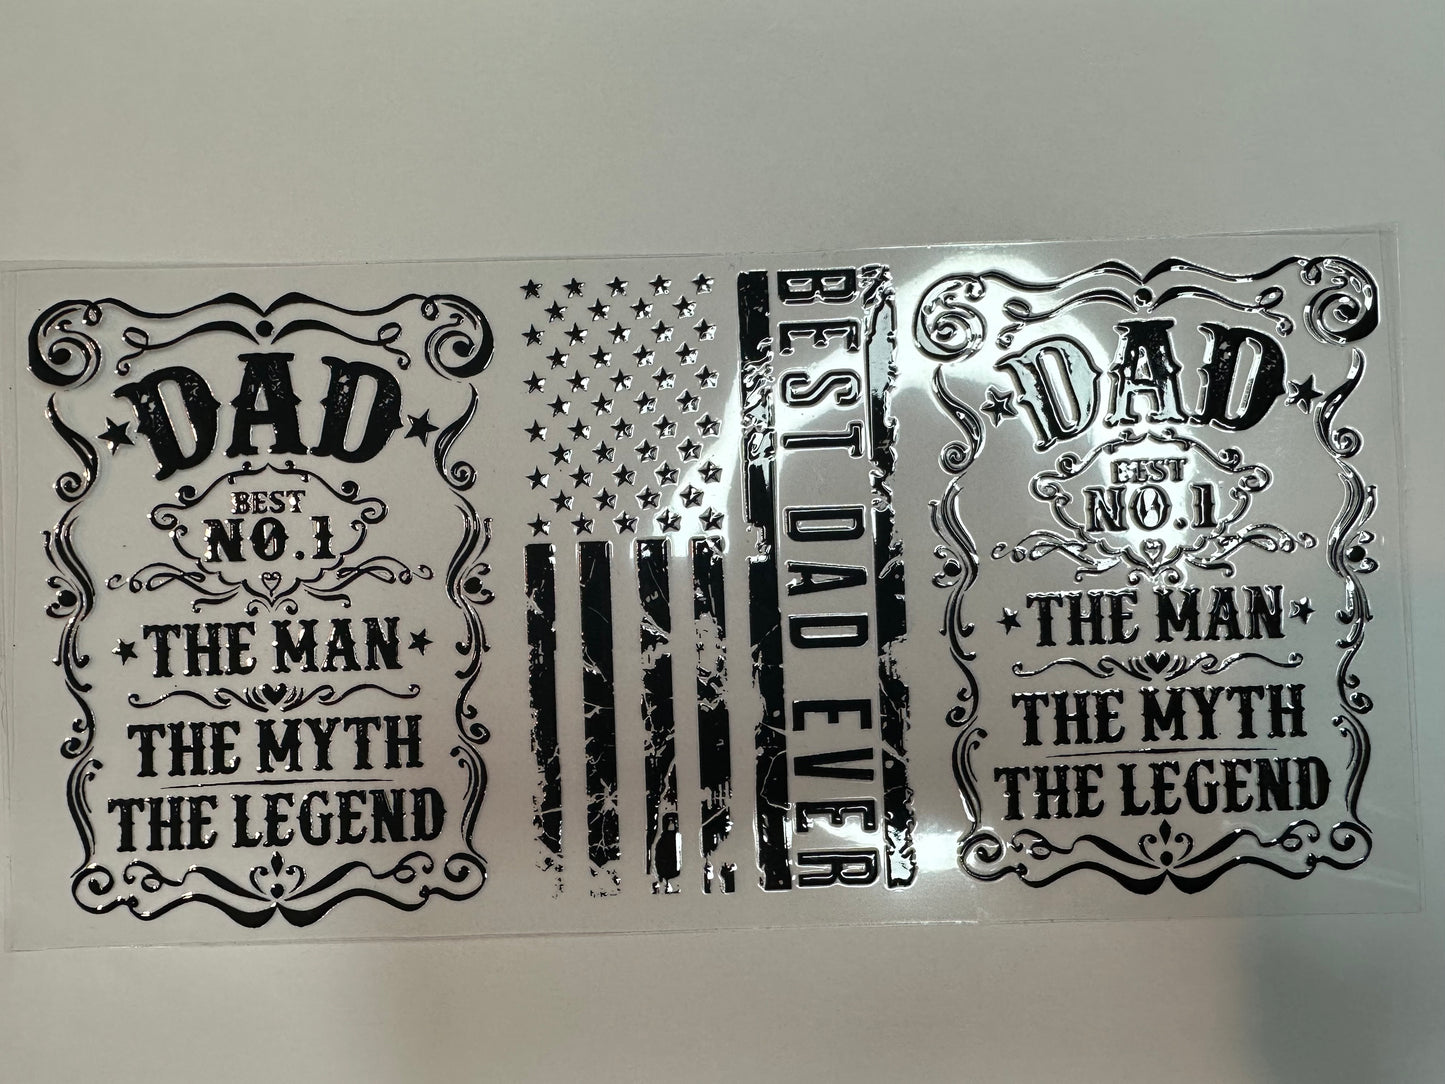 DAD
BEST
NO.1
THE MAN
THE MYTH
THE LEGEND
BEST DAD EVER
DAD
BEST
NO.1
THE MAN
THE MYTH
THE LEGEND